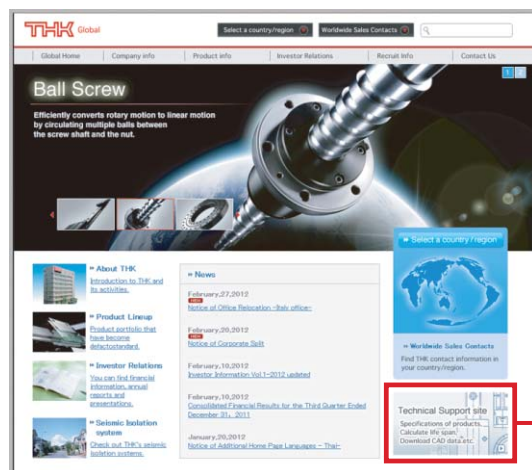 THK Global
Select a country/region
Worldwide Sales Contacts
Global Home
Company info
Product info
Investor Relations
Recruit Info
Contact Us
1 2
Ball Screw
Efficiently converts rotary motion to linear motion
by circulating multiple balls between
the screw shaft and the nut.
» About THK
Introduction to THK and
its activities.
» Product Lineup
Product portfolio that
have become
defactostandard.
» Investor Relations
You can find financial
information, annual
reports and
presentations.
» Seismic Isolation
system
Check out THK's seismic
isolation systems.
» News
February,27,2012
NEW
Notice of Office Relocation -Italy office-
February,20,2012
NEW
Notice of Corporate Split
February,10,2012
Investor Information Vol.1-2012 updated
February,10,2012
Consolidated Financial Results for the Third Quarter Ended
December 31, 2011
January,20,2012
Notice of Additional Home Page Languages - Thai-
» Select a country/region
» Worldwide Sales Contacts
Find THK contact information in
your country/region.
Technical Support site
Specifications of products.
Calculate life span.
Download CAD data etc.